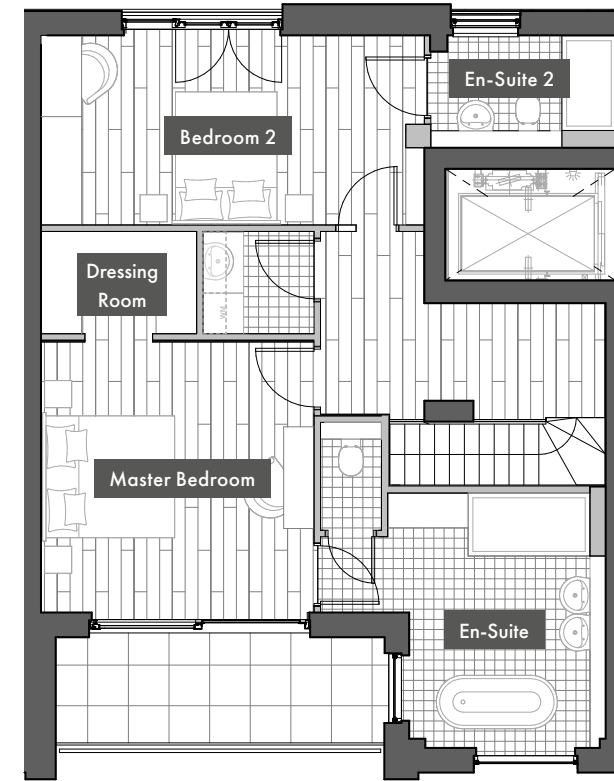 En-Suite 2
Bedroom 2
Dressing
Room
Master Bedroom
En-Suite